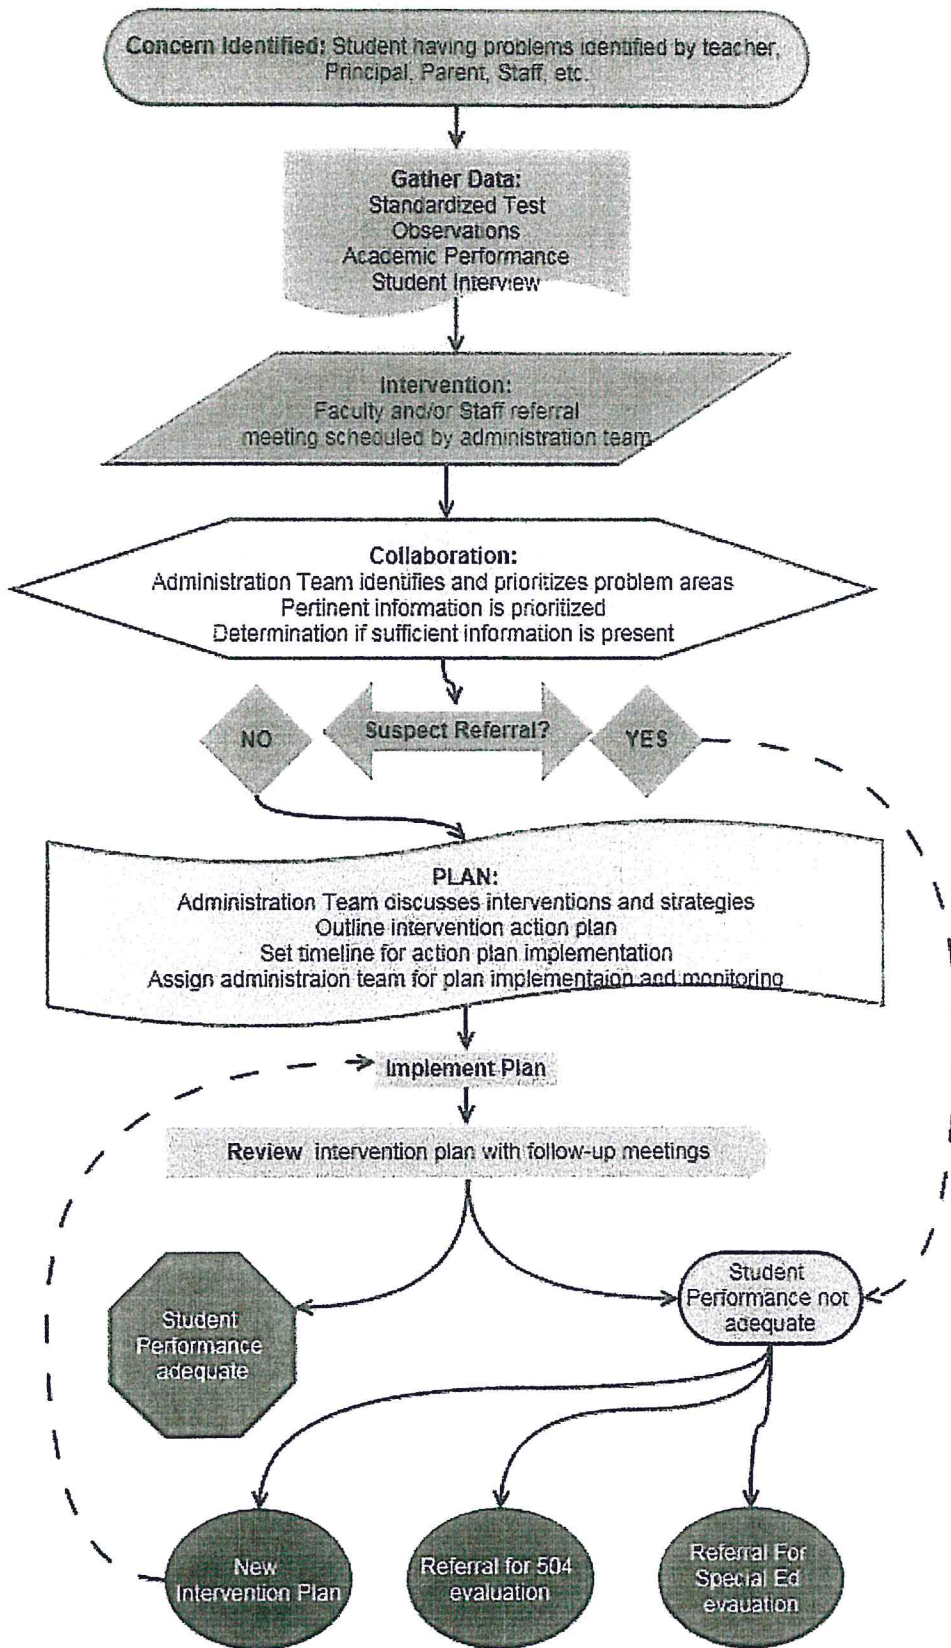 Concern Identified: Student having problems identified by teacher,
Principal, Parent, Staff, etc.
Gather Data:
Standardized Test
Observations
Academic Performance
Student Interview
Intervention:
Faculty and/or Staff referral
meeting scheduled by administration team
Collaboration:
Administration Team identifies and prioritizes problem areas
Pertinent information is prioritized
Determination if sufficient information is present
NO
Suspect Referral?
YES
PLAN:
Administration Team discusses interventions and strategies
Outline intervention action plan
Set timeline for action plan implementation
Assign administraion team for plan implementaion and monitoring
Implement Plan
Review intervention plan with follow-up meetings
Student
Performance
adequate
Student
Performance not
adequate
New
Intervention Plan
Referral for 504
evaluation
Referral For
Special Ed
evauation